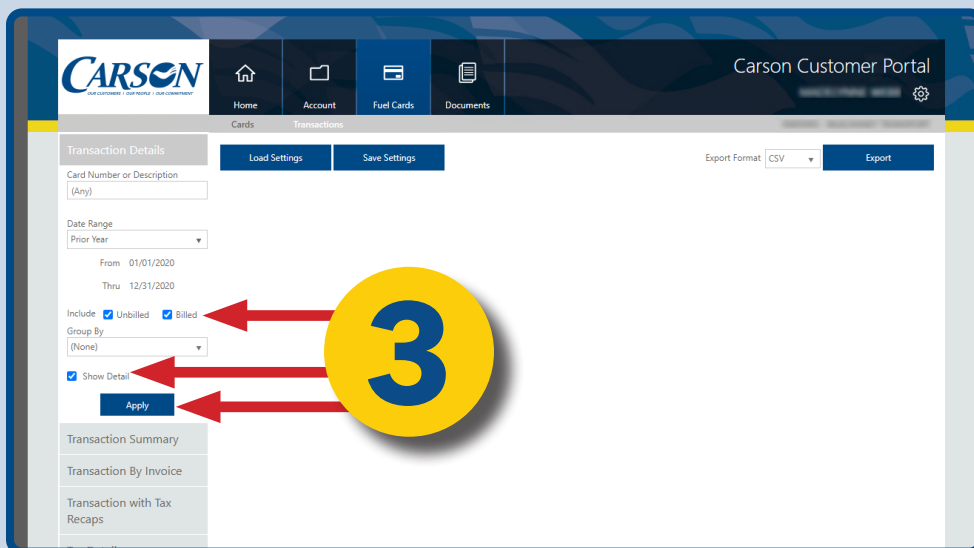 CARSON
OUR CUSTOMERS | OUR PEOPLE | OUR COMMITMENT
Home
Account
Fuel Cards
Documents
Carson Customer Portal
Cards
Transactions
Transaction Details
Load Settings
Save Settings
Export Format
CSV
Export
Card Number or Description
(Any)
Date Range
Prior Year
From 01/01/2020
Thru 12/31/2020
Include Unbilled Billed
Group By
(None)
Show Detail
Apply
3
Transaction Summary
Transaction By Invoice
Transaction with Tax
Recaps